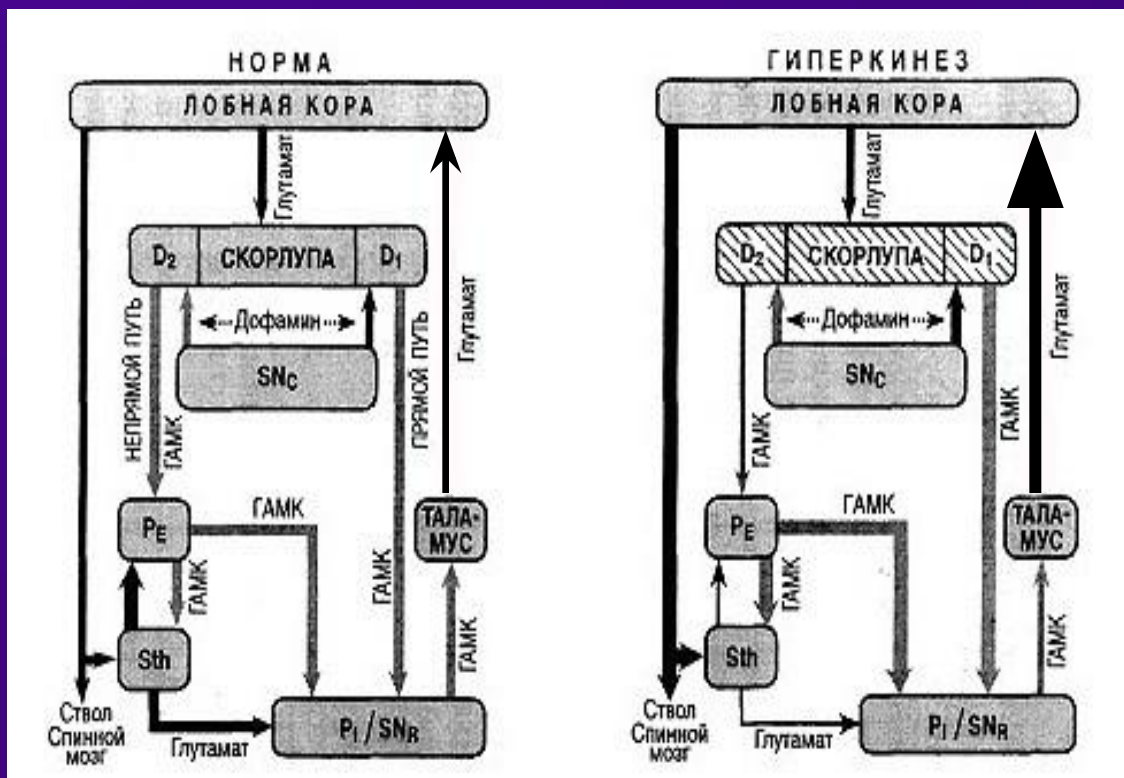 НОРМА
ЛОБНАЯ КОРА
Глутамат
D2
СКОРЛУПА
D1
Дофамин
SNC
НЕПРЯМОЙ ПУТЬ
ГАМК
ПРЯМОЙ ПУТЬ
Глутамат
PE
ГАМК
ТАЛА-
МУС
ГАМК
ГАМК
ГАМК
Sth
Ствол
Спинной
мозг
Глутамат
PI / SNR
ГИПЕРКИНЕЗ
ЛОБНАЯ КОРА
Глутамат
D2
СКОРЛУПА
D1
Дофамин
SNC
Глутамат
ГАМК
ГАМК
PE
ГАМК
ТАЛА-
МУС
ГАМК
ГАМК
Sth
Ствол
Спинной
мозг
Глутамат
PI / SNR